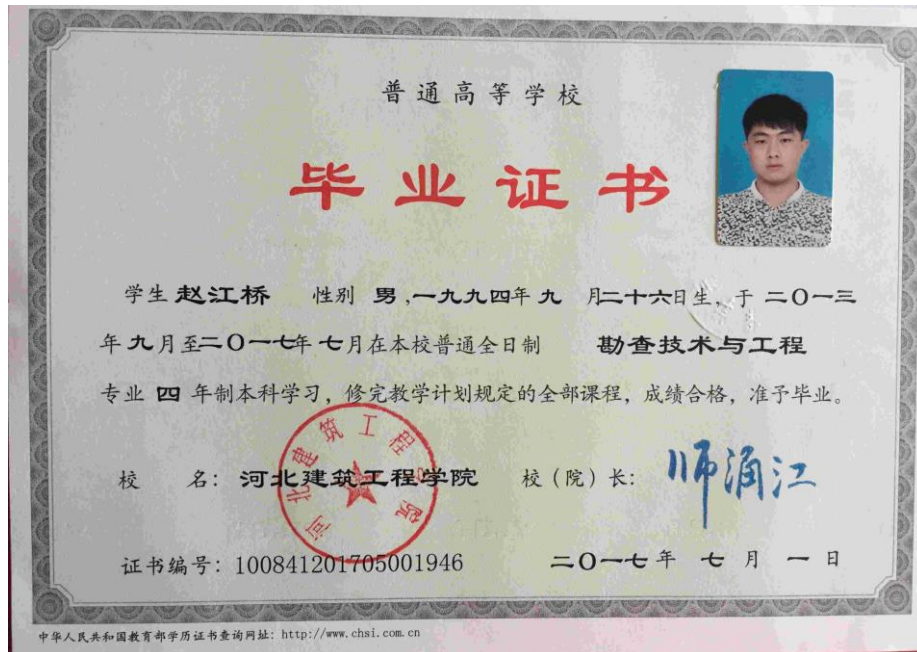 普通高等学校
毕业证书
学生 赵江桥 性别 男,一九九四年 九 月二十六日生,于 二〇一三
年 九月至二〇一七年 七月在本校普通全日制 勘查技术与工程
专业 四 年制本科学习,修完教学计划规定的全部课程,成绩合格,准予毕业。
校 名:河北建筑工程学院 校(院)长:师涌江
河北建筑工程学院
证书编号:100841201705001946 二〇一七年 七 月 一 日
中华人民共和国教育部学历证书查询网址:http://www.chsi.com.cn